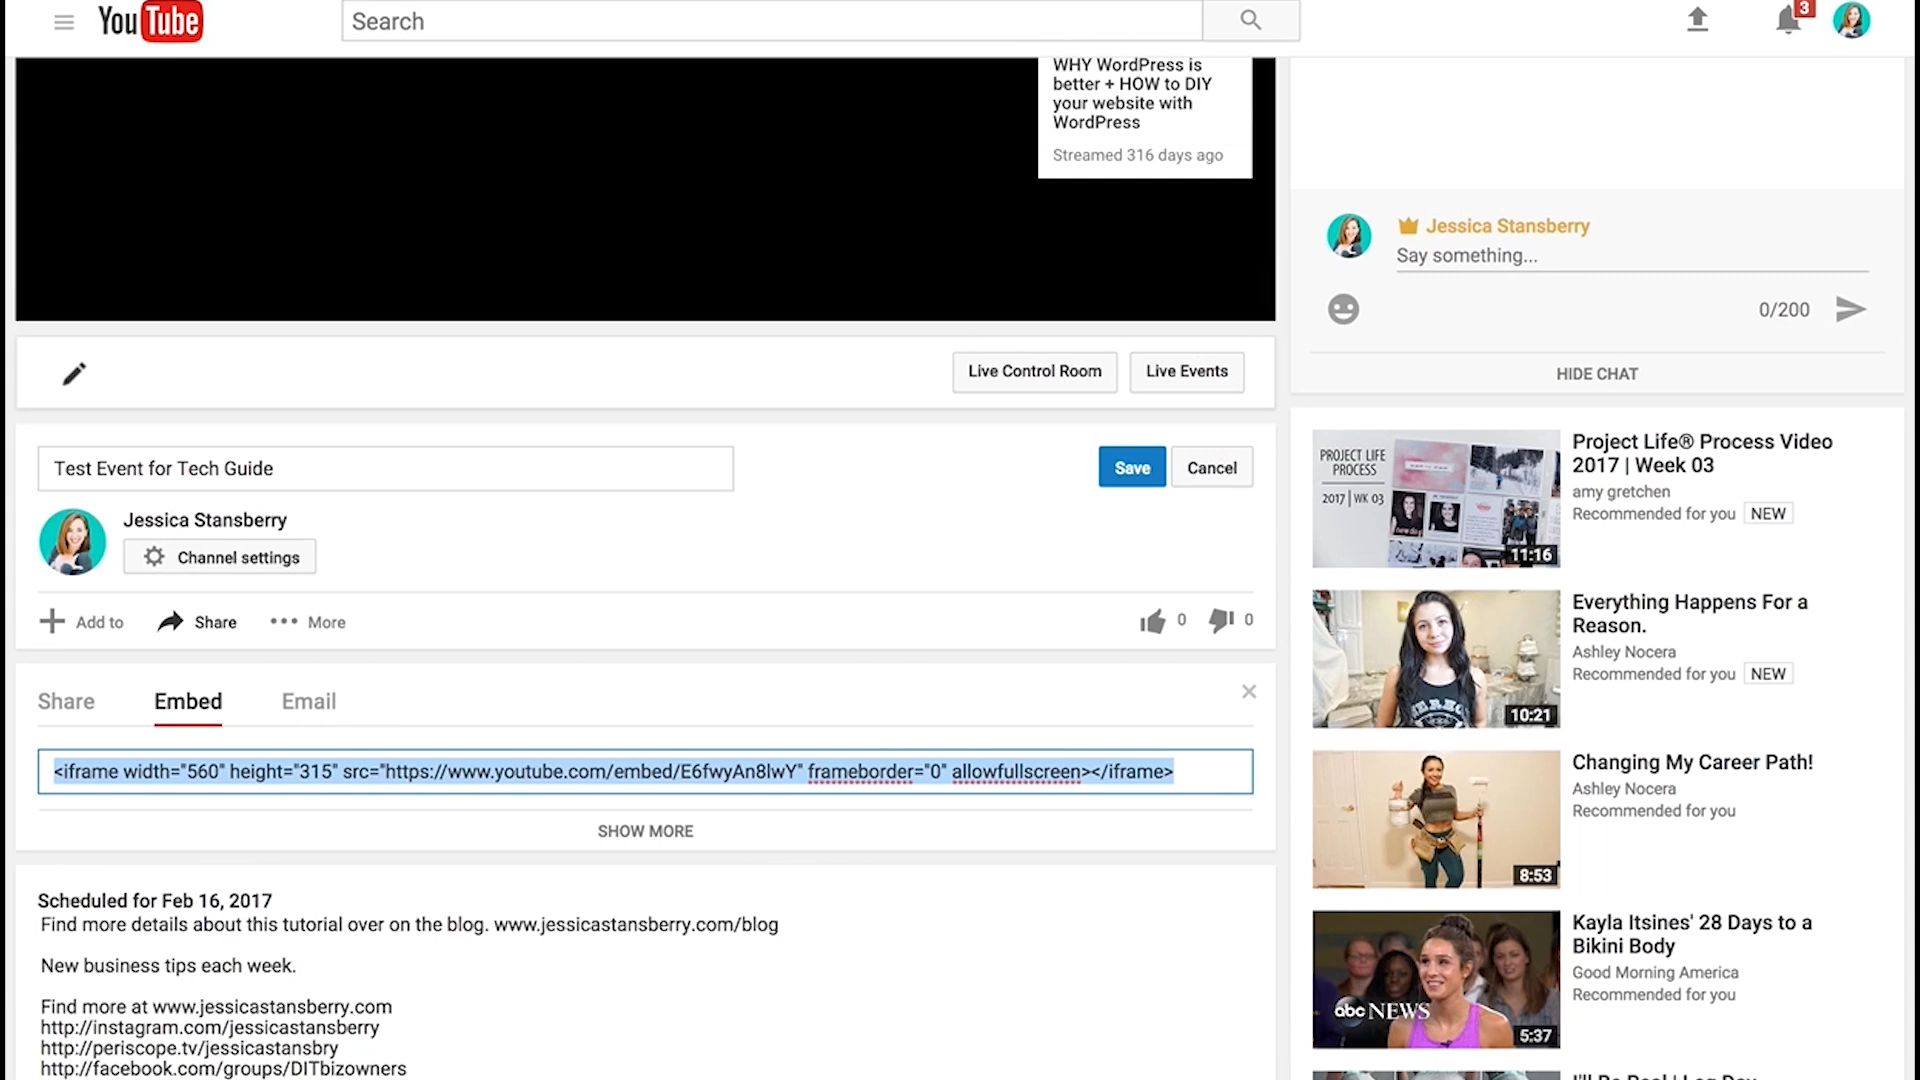 YouTube
Search
3
WHY WordPress is
better + HOW to DIY
your website with
WordPress
Streamed 316 days ago
Jessica Stansberry
Say something...
0/200
HIDE CHAT
Live Control Room
Live Events
Test Event for Tech Guide
Save
Cancel
Jessica Stansberry
Channel settings
Add to
Share
More
0
0
Share
Embed
Email
<iframe width="560" height="315" src="https://www.youtube.com/embed/E6fwyAn8lwY" frameborder="0" allowfullscreen></iframe>
SHOW MORE
Scheduled for Feb 16, 2017
Find more details about this tutorial over on the blog. www.jessicastansberry.com/blog
New business tips each week.
Find more at www.jessicastansberry.com
http://instagram.com/jessicastansberry
http://periscope.tv/jessicastansbry
http://facebook.com/groups/DITbizowners
PROJECT LIFE
PROCESS
2017 | WK 03
11:16
Project Life® Process Video
2017 | Week 03
amy gretchen
Recommended for you NEW
10:21
Everything Happens For a
Reason.
Ashley Nocera
Recommended for you NEW
8:53
Changing My Career Path!
Ashley Nocera
Recommended for you
abc NEWS
5:37
Kayla Itsines' 28 Days to a
Bikini Body
Good Morning America
Recommended for you